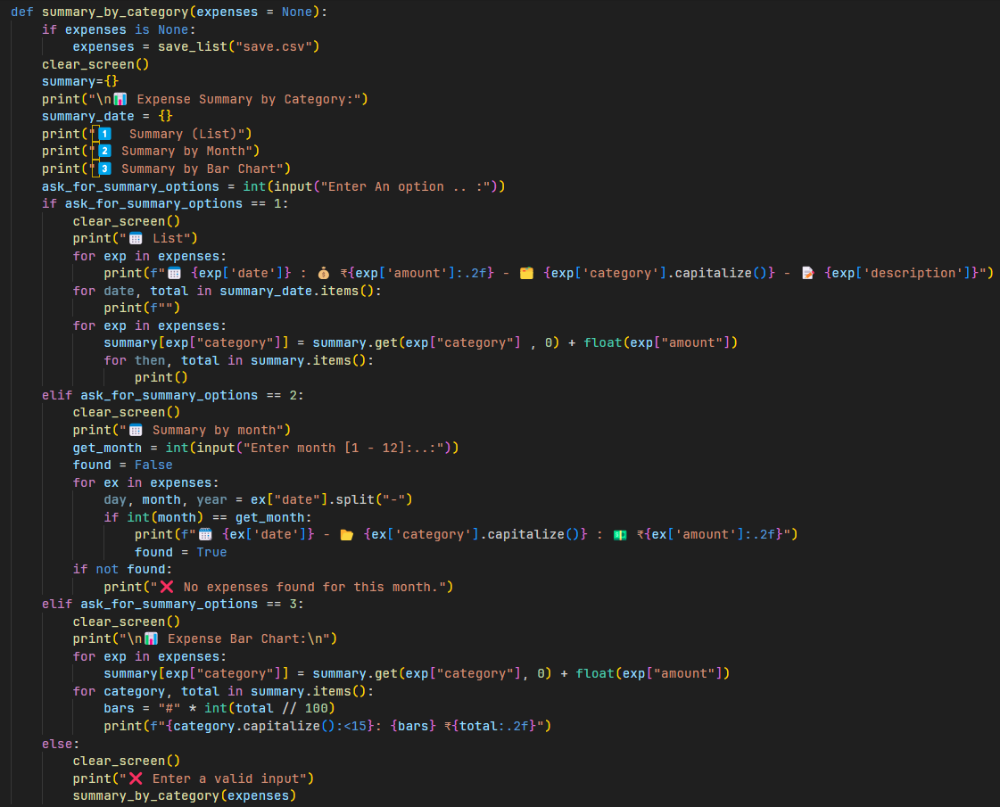 def summary_by_category(expenses = None):
    if expenses is None:
        expenses = save_list("save.csv")
    clear_screen()
    summary={}
    print("\n📊 Expense Summary by Category:")
    summary_date = {}
    print("1️⃣  Summary (List)")
    print("2️⃣ Summary by Month")
    print("3️⃣ Summary by Bar Chart")
    ask_for_summary_options = int(input("Enter An option .. :"))
    if ask_for_summary_options == 1:
        clear_screen()
        print("📅 List")
        for exp in expenses:
            print(f"📅 {exp['date']} : 💰 ₹{exp['amount']:.2f} - 🗂️ {exp['category'].capitalize()} - 📝 {exp['description']}")
        for date, total in summary_date.items():
            print(f"")
        for exp in expenses:
            summary[exp["category"]] = summary.get(exp["category"] , 0) + float(exp["amount"])
            for then, total in summary.items():
                print()
    elif ask_for_summary_options == 2:
        clear_screen()
        print("📅 Summary by month")
        get_month = int(input("Enter month [1 - 12]:..:"))
        found = False
        for ex in expenses:
            day, month, year = ex["date"].split("-")
            if int(month) == get_month:
                print(f"🗓️ {ex['date']} - 📂 {ex['category'].capitalize()} : 💵 ₹{ex['amount']:.2f}")
                found = True
        if not found:
            print("❌ No expenses found for this month.")
    elif ask_for_summary_options == 3:
        clear_screen()
        print("\n📊 Expense Bar Chart:\n")
        for exp in expenses:
            summary[exp["category"]] = summary.get(exp["category"], 0) + float(exp["amount"])
        for category, total in summary.items():
            bars = "#" * int(total // 100)
            print(f"{category.capitalize():<15}: {bars} ₹{total:.2f}")
    else:
        clear_screen()
        print("❌ Enter a valid input")
        summary_by_category(expenses)